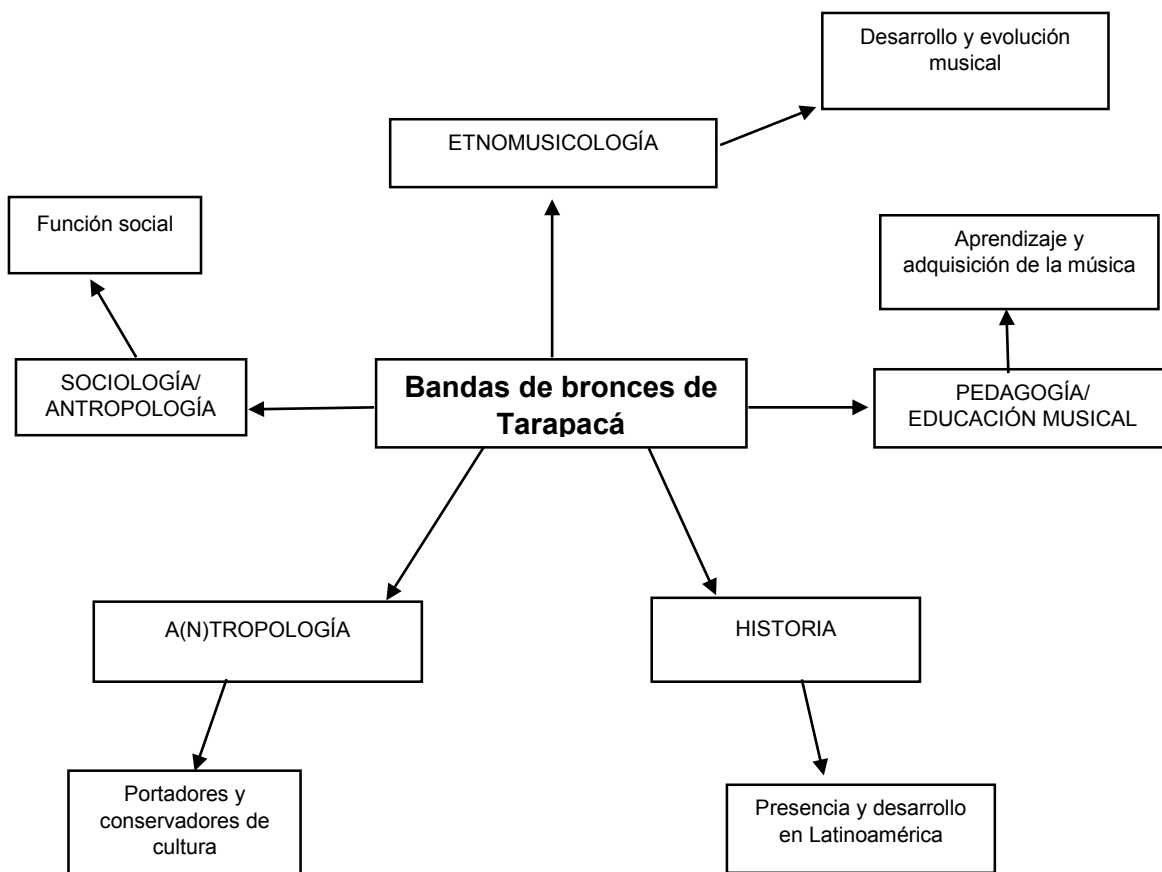 Desarrollo y evolución
musical
ETNOMUSICOLOGÍA
Función social
Aprendizaje y
adquisición de la música
SOCIOLOGÍA/
ANTROPOLOGÍA
Bandas de bronces de
Tarapacá
PEDAGOGÍA/
EDUCACIÓN MUSICAL
A(N)TROPOLOGÍA
HISTORIA
Portadores y
conservadores de
cultura
Presencia y desarrollo
en Latinoamérica